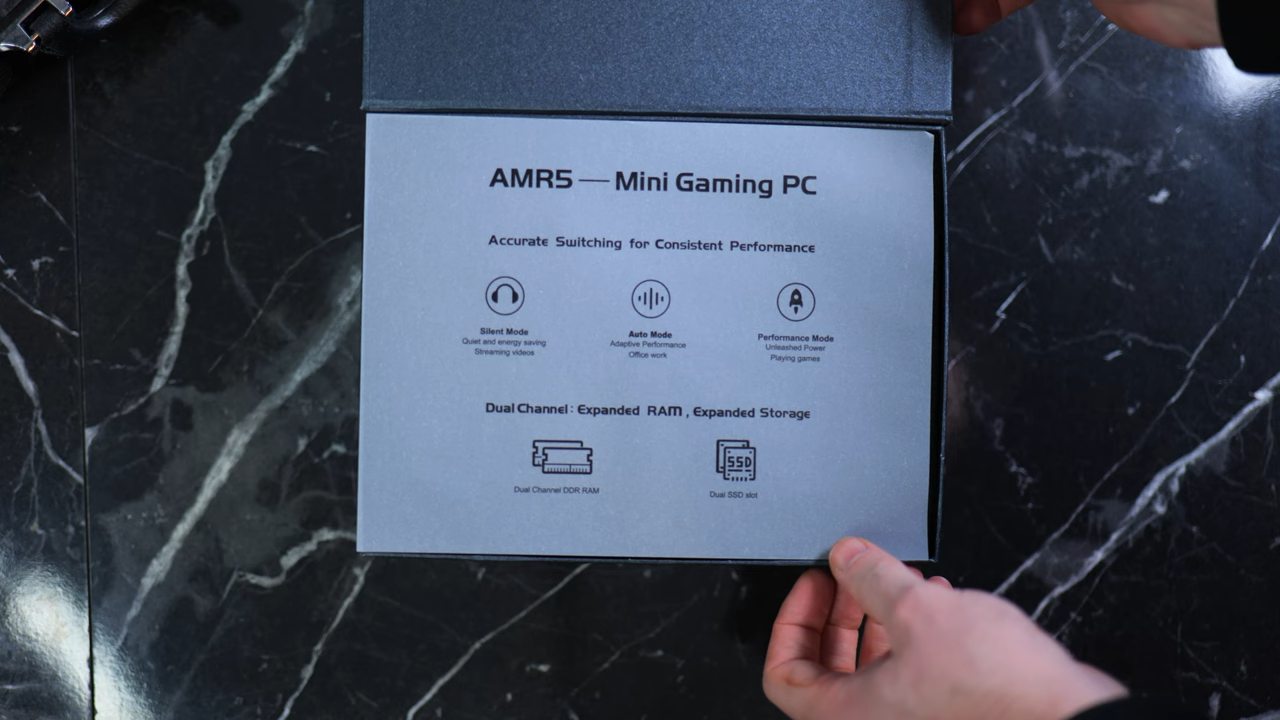 AMR5 — Mini Gaming PC
Accurate Switching for Consistent Performance
Silent Mode
Quiet and energy saving
Streaming videos
Auto Mode
Adaptive Performance
Office work
Performance Mode
Unleashed Power
Playing games
Dual Channel: Expanded RAM, Expanded Storage
SSD
Dual Channel DDR RAM
Dual SSD slot